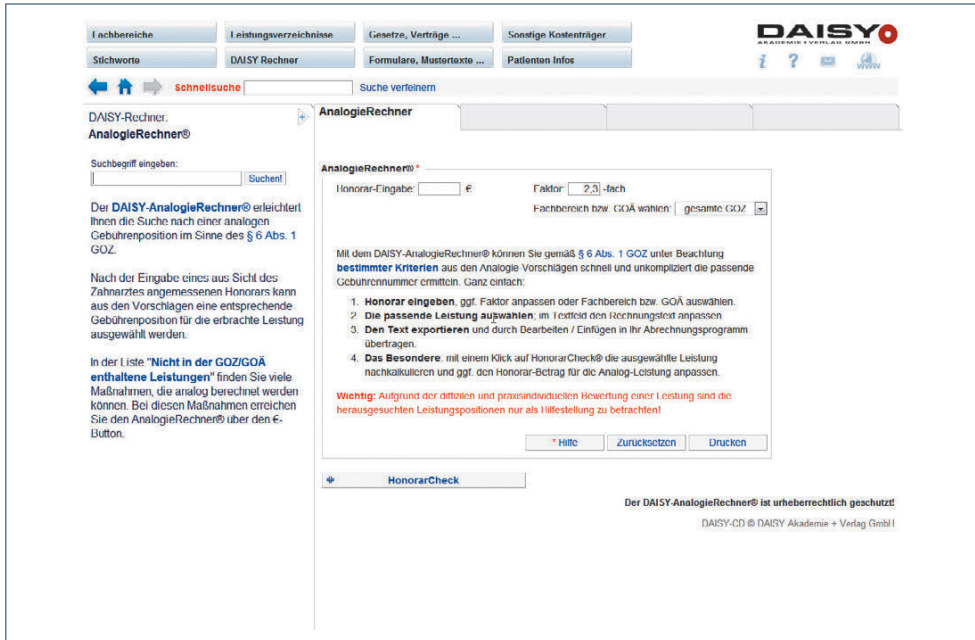 Fachbereiche
Leistungsverzeichnisse
Gesetze, Verträge ...
Sonstige Kostenträger
DAISY
AKADEMIE + VERLAG GMBH
Stichworte
DAISY Rechner
Formulare, Mustertexte ...
Patienten Infos
i ? www
Schnellsuche
Suche verfeinern
DAISY-Rechner.
AnalogieRechner®
AnalogieRechner
Suchbegriff eingeben:
Suchen!
Der DAISY-AnalogieRechner® erleichtert
Ihnen die Suche nach einer analogen
Gebührenposition im Sinne des § 6 Abs. 1
GOZ.
Nach der Eingabe eines aus Sicht des
Zahnarztes angemessenen Honorars kann
aus den Vorschlägen eine entsprechende
Gebührenposition für die erbrachte Leistung
ausgewählt werden.
In der Liste "Nicht in der GOZ/GOÄ
enthaltene Leistungen" finden Sie viele
Maßnahmen, die analog berechnet werden
können. Bei diesen Maßnahmen erreichen
Sie den AnalogieRechner® über den €-
Button.
AnalogieRechner® *
Honorar-Eingabe: €
Faktor: 2,3 -fach
Fachbereich bzw. GOÄ wählen: gesamte GOZ
Mit dem DAISY-AnalogieRechner® können Sie gemäß § 6 Abs. 1 GOZ unter Beachtung
bestimmter Kriterien aus den Analogie-Vorschlägen schnell und unkompliziert die passende
Gebührennummer ermitteln. Ganz einfach:
1. Honorar eingeben, ggf. Faktor anpassen oder Fachbereich bzw. GOÄ auswählen.
2. Die passende Leistung auswählen; im Textfeld den Rechnungstext anpassen.
3. Den Text exportieren und durch Bearbeiten / Einfügen in Ihr Abrechnungsprogramm
übertragen.
4. Das Besondere: mit einem Klick auf HonorarCheck® die ausgewählte Leistung
nachkalkulieren und ggf. den Honorar-Betrag für die Analog-Leistung anpassen.
Wichtig: Aufgrund der diffizilen und praxisindividuellen Bewertung einer Leistung sind die
herausgesuchten Leistungspositionen nur als Hilfestellung zu betrachten!
* Hilfe
Zurücksetzen
Drucken
HonorarCheck
Der DAISY-AnalogieRechner® ist urheberrechtlich geschützt!
DAISY-CD © DAISY Akademie + Verlag GmbH